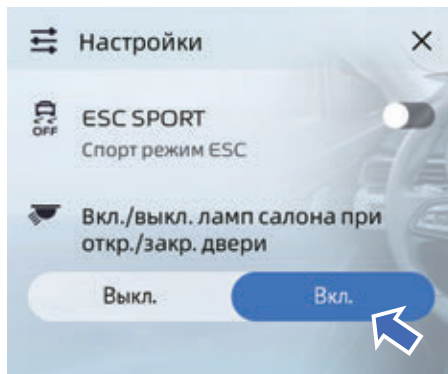 Настройки
OFF
ESC SPORT
Спорт режим ESC
Вкл./выкл. ламп салона при
откр./закр. двери
Выкл.
Вкл.